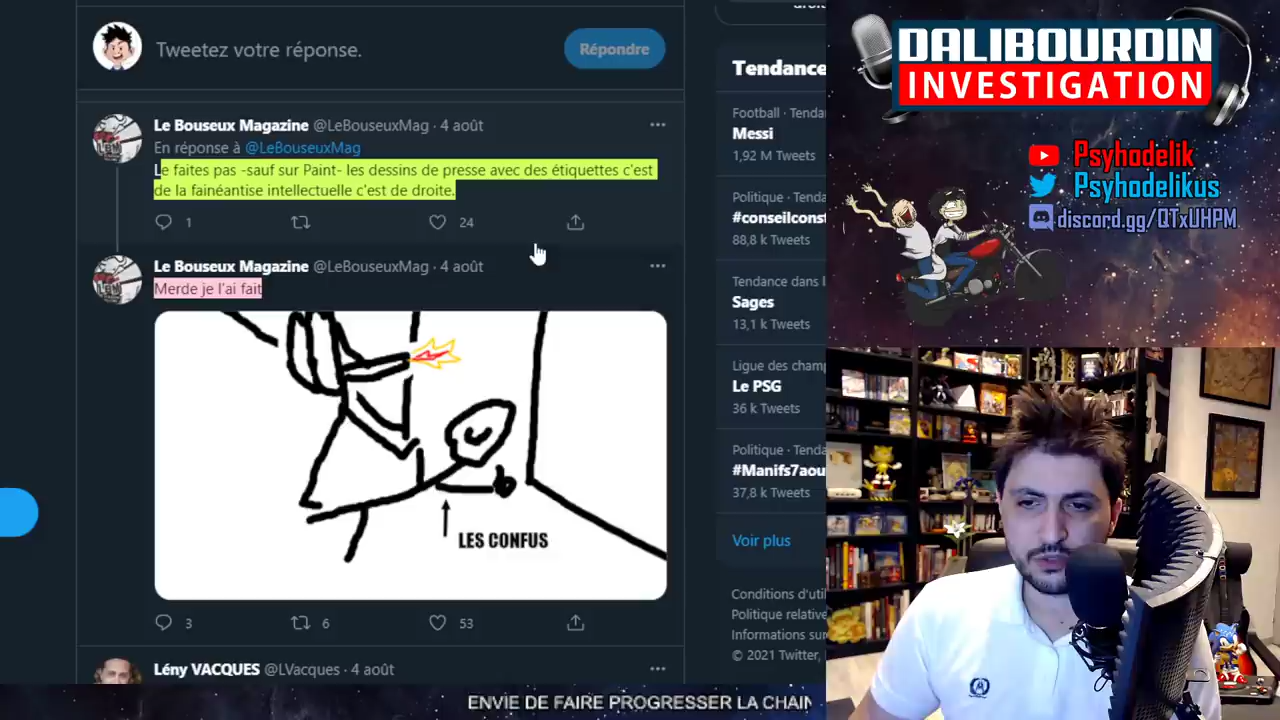 Tweetez votre réponse.
Répondre
Le Bouseux Magazine @LeBouseuxMag · 4 août
En réponse à @LeBouseuxMag
Le faites pas -sauf sur Paint- les dessins de presse avec des étiquettes c'est
de la fainéantise intellectuelle c'est de droite.
1
24
Le Bouseux Magazine @LeBouseuxMag · 4 août
Merde je l'ai fait
LES CONFUS
3
6
53
Lény VACQUES @LVacques · 4 août
Tendance
Football · Tenda
Messi
1,92 M Tweets
Politique · Tenda
#conseilconst
88,8 k Tweets
Tendance dans l
Sages
13,1 k Tweets
Ligue des champ
Le PSG
36 k Tweets
Politique · Tenda
#Manifs7aou
37,8 k Tweets
Voir plus
Conditions d'util
Politique relative
Informations sur
© 2021 Twitter,
DALIBOURDIN
INVESTIGATION
Psyhodelik
Psyhodelikus
discord.gg/QTxUHPM
ENVIE DE FAIRE PROGRESSER LA CHAIN